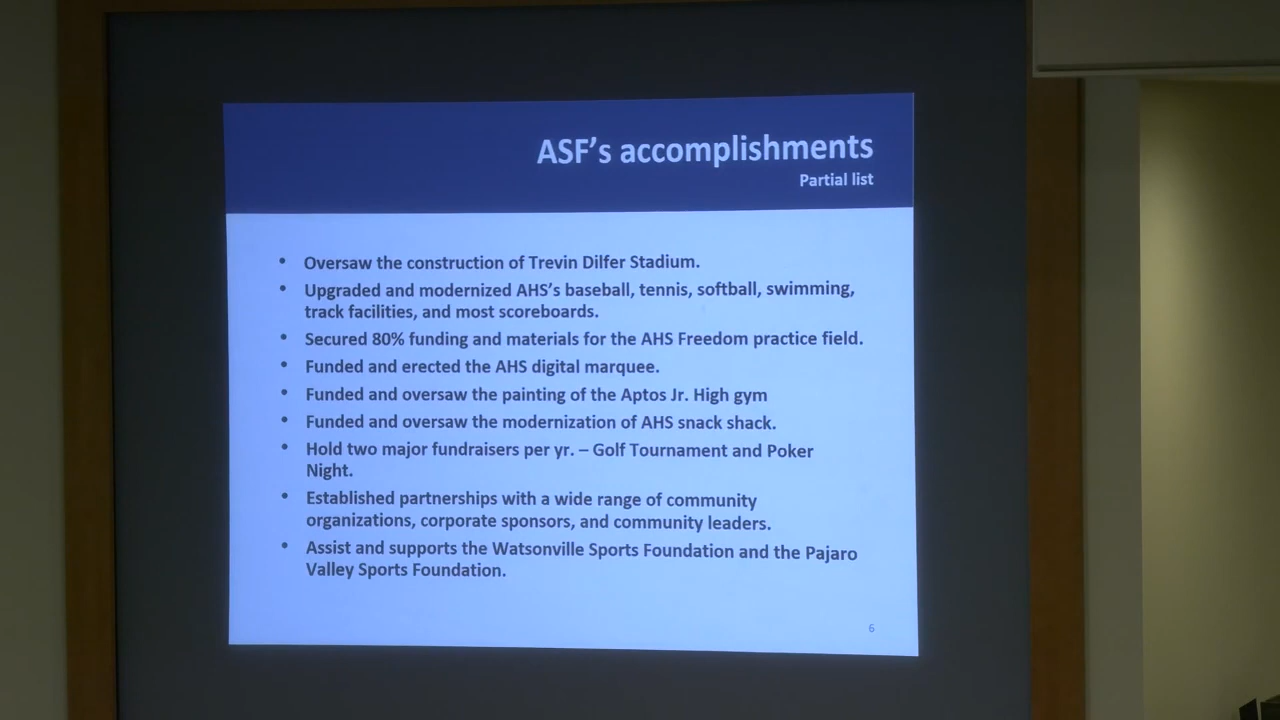 ASF's accomplishments
Partial list
• Oversaw the construction of Trevin Dilfer Stadium.
• Upgraded and modernized AHS's baseball, tennis, softball, swimming,
track facilities, and most scoreboards.
• Secured 80% funding and materials for the AHS Freedom practice field.
• Funded and erected the AHS digital marquee.
• Funded and oversaw the painting of the Aptos Jr. High gym
• Funded and oversaw the modernization of AHS snack shack.
• Hold two major fundraisers per yr. – Golf Tournament and Poker
Night.
• Established partnerships with a wide range of community
organizations, corporate sponsors, and community leaders.
• Assist and supports the Watsonville Sports Foundation and the Pajaro
Valley Sports Foundation.
6